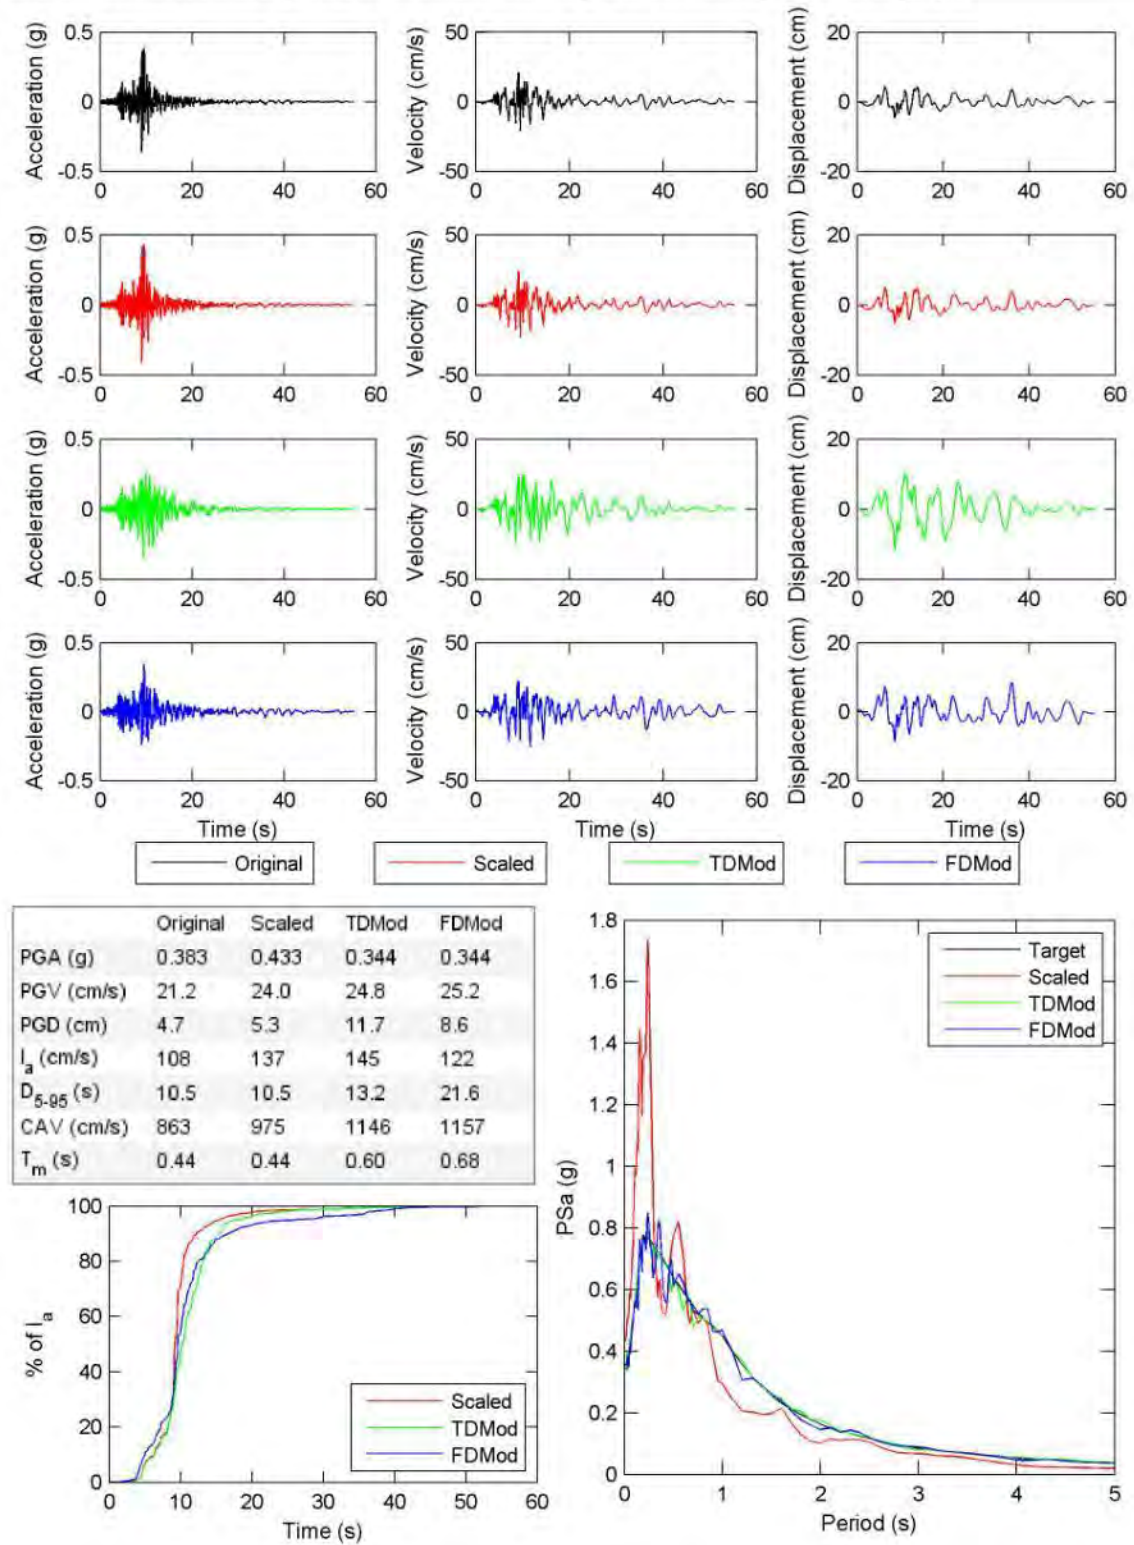 0.5
0
-0.5
0 20 40 60
Acceleration (g)
50
0
-50
0 20 40 60
Velocity (cm/s)
20
0
-20
0 20 40 60
Displacement (cm)
0.5
0
-0.5
0 20 40 60
Acceleration (g)
50
0
-50
0 20 40 60
Velocity (cm/s)
20
0
-20
0 20 40 60
Displacement (cm)
0.5
0
-0.5
0 20 40 60
Acceleration (g)
50
0
-50
0 20 40 60
Velocity (cm/s)
20
0
-20
0 20 40 60
Displacement (cm)
0.5
0
-0.5
0 20 40 60
Acceleration (g)
Time (s)
50
0
-50
0 20 40 60
Velocity (cm/s)
Time (s)
20
0
-20
0 20 40 60
Displacement (cm)
Time (s)
Original
Scaled
TDMod
FDMod
Original Scaled TDMod FDMod
PGA (g) 0.383 0.433 0.344 0.344
PGV (cm/s) 21.2 24.0 24.8 25.2
PGD (cm) 4.7 5.3 11.7 8.6
Ia (cm/s) 108 137 145 122
D5-95 (s) 10.5 10.5 13.2 21.6
CAV (cm/s) 863 975 1146 1157
Tm (s) 0.44 0.44 0.60 0.68
100
80
60
40
20
0
0 10 20 30 40 50 60
% of Ia
Time (s)
Scaled
TDMod
FDMod
1.8
1.6
1.4
1.2
1
0.8
0.6
0.4
0.2
0
0 1 2 3 4 5
PSa (g)
Period (s)
Target
Scaled
TDMod
FDMod